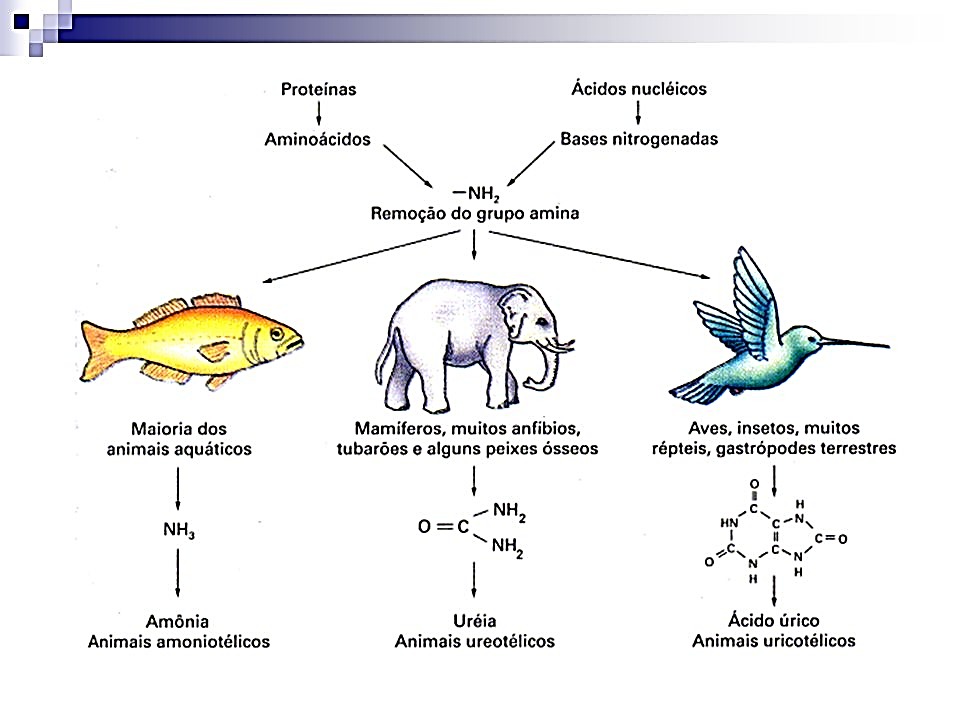 Proteínas
Ácidos nucléicos
Aminoácidos
Bases nitrogenadas
—NH₂
Remoção do grupo amina
Maioria dos
animais aquáticos
Mamíferos, muitos anfíbios,
tubarões e alguns peixes ósseos
Aves, insetos, muitos
répteis, gastrópodes terrestres
NH₃
O=C
NH₂
NH₂
O
C
H
HN
C
N
C=O
O
C
C
N
N
H
H
Amônia
Animais amoniotélicos
Uréia
Animais ureotélicos
Ácido úrico
Animais uricotélicos